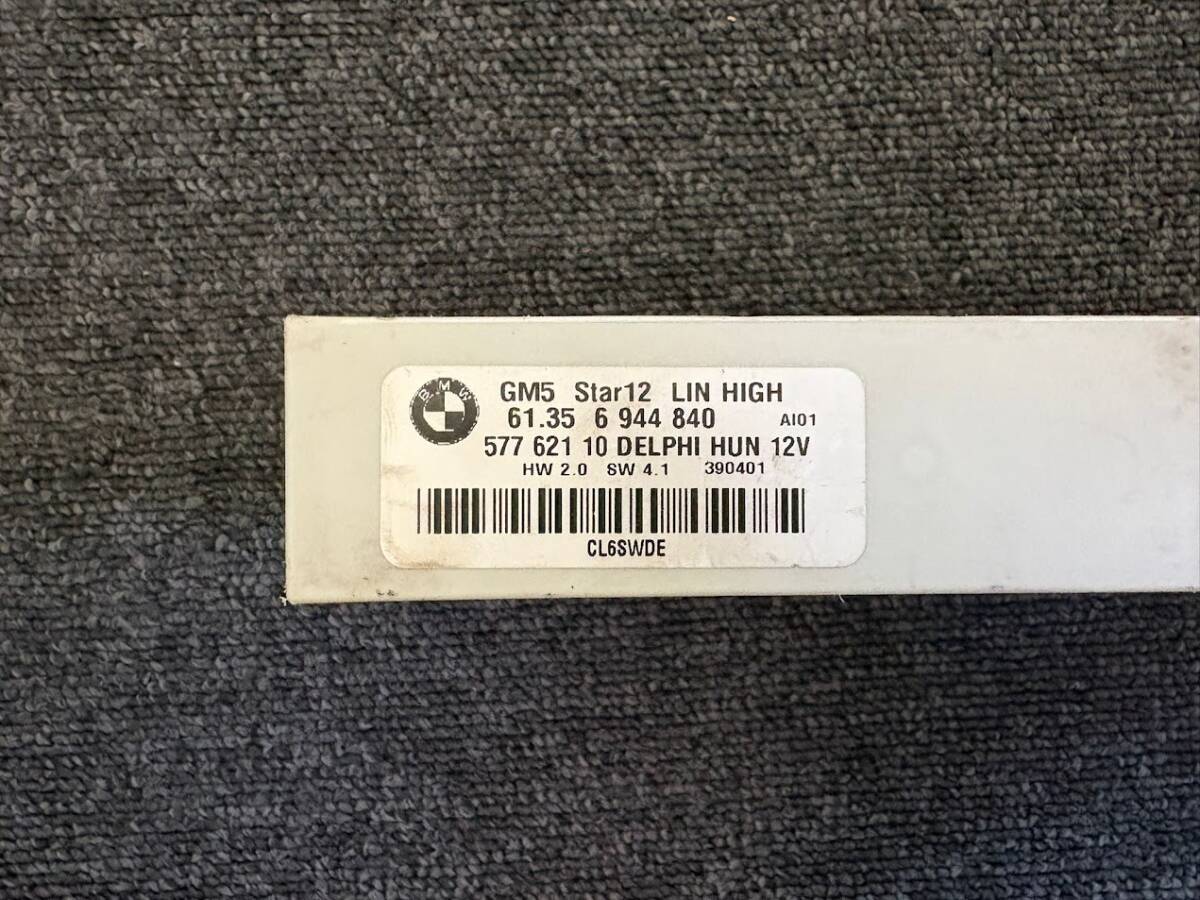 BMW
GM5 Star12 LIN HIGH
61.35 6 944 840 AI01
577 621 10 DELPHI HUN 12V
HW 2.0 SW 4.1 390401
CL6SWDE